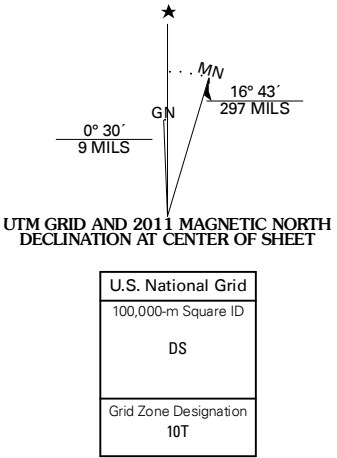 MN
16° 43´
297 MILS
GN
0° 30´
9 MILS
UTM GRID AND 2011 MAGNETIC NORTH
DECLINATION AT CENTER OF SHEET
U.S. National Grid
100,000-m Square ID
DS
Grid Zone Designation
10T